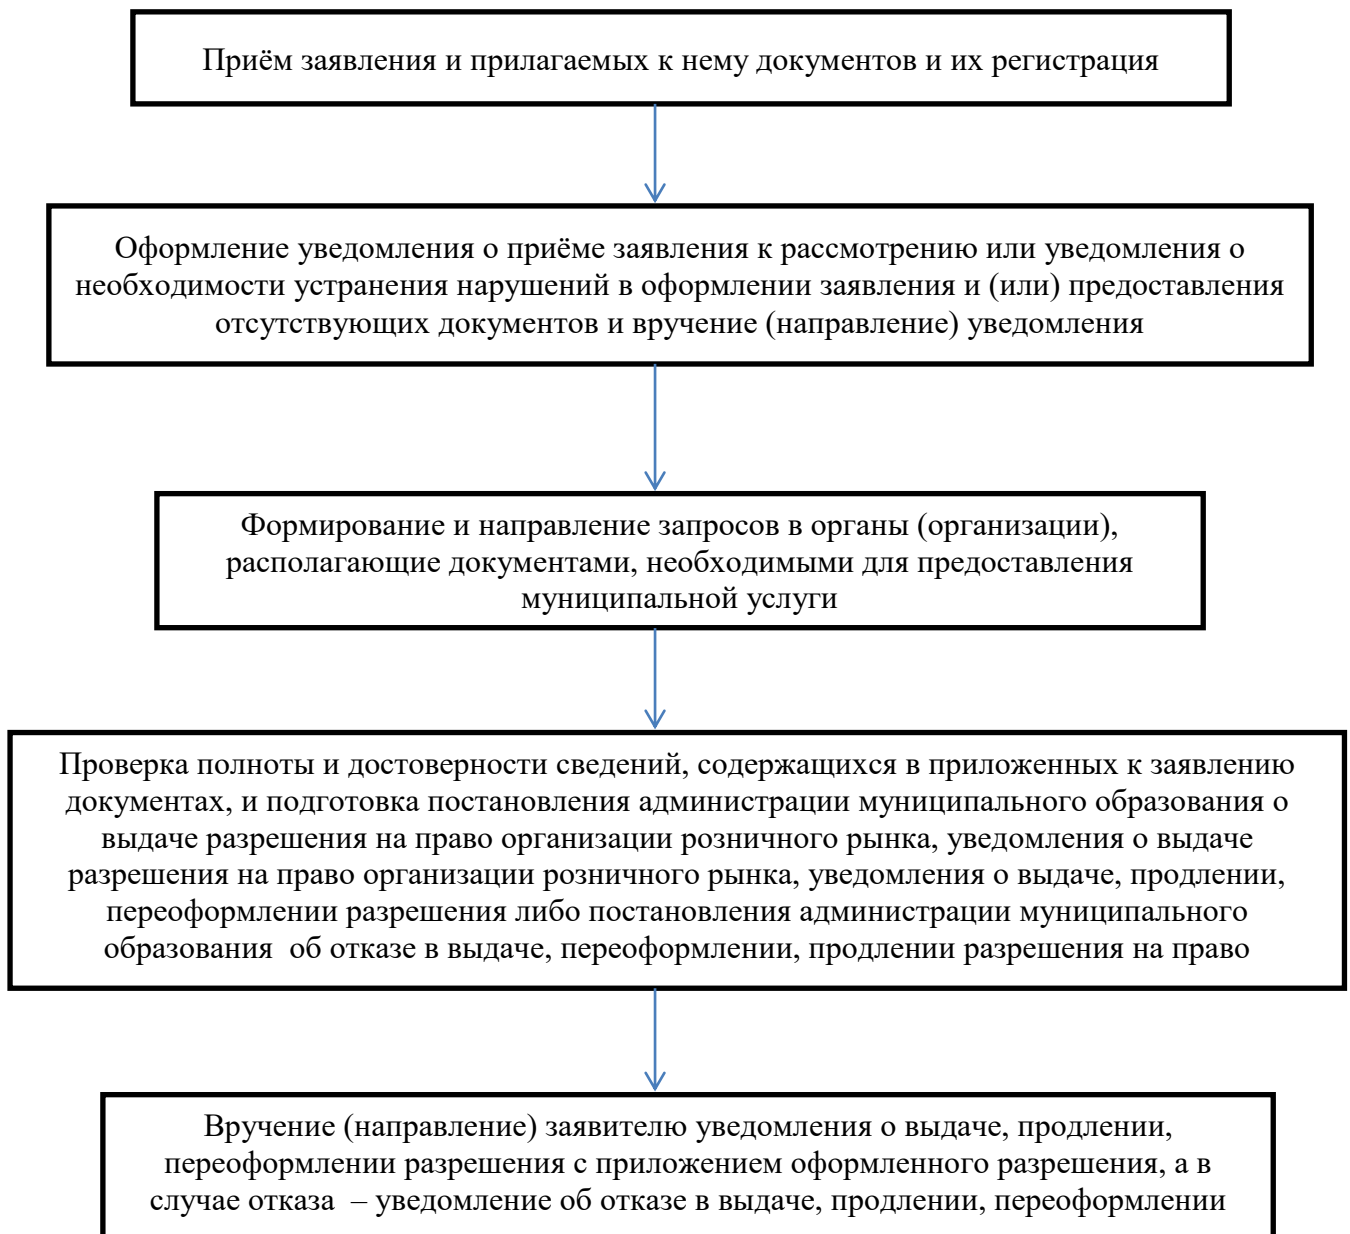 Приём заявления и прилагаемых к нему документов и их регистрация
Оформление уведомления о приёме заявления к рассмотрению или уведомления о
необходимости устранения нарушений в оформлении заявления и (или) предоставления
отсутствующих документов и вручение (направление) уведомления
Формирование и направление запросов в органы (организации),
располагающие документами, необходимыми для предоставления
муниципальной услуги
Проверка полноты и достоверности сведений, содержащихся в приложенных к заявлению
документах, и подготовка постановления администрации муниципального образования о
выдаче разрешения на право организации розничного рынка, уведомления о выдаче
разрешения на право организации розничного рынка, уведомления о выдаче, продлении,
переоформлении разрешения либо постановления администрации муниципального
образования  об отказе в выдаче, переоформлении, продлении разрешения на право
Вручение (направление) заявителю уведомления о выдаче, продлении,
переоформлении разрешения с приложением оформленного разрешения, а в
случае отказа  – уведомление об отказе в выдаче, продлении, переоформлении